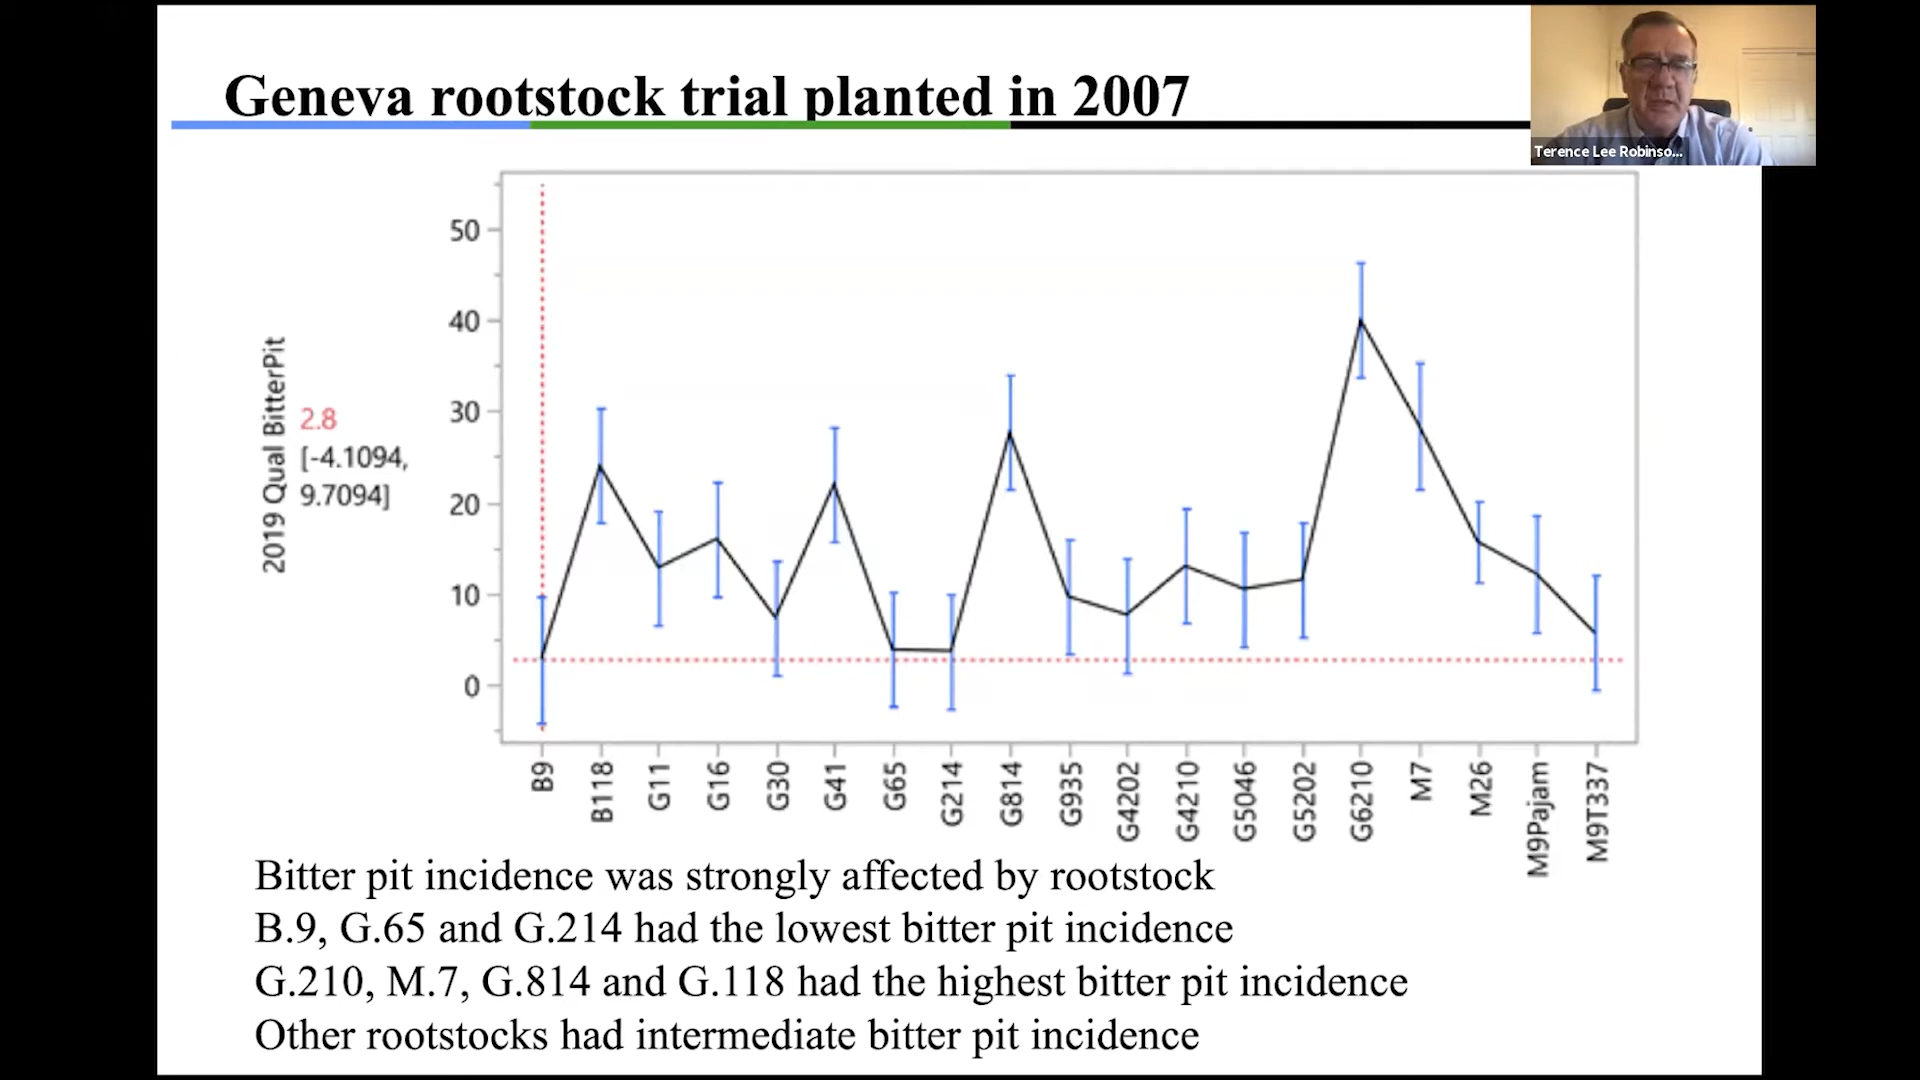 Geneva rootstock trial planted in 2007
Terence Lee Robinso...
2019 Qual BitterPit
2.8
[-4.1094,
9.7094]
50
40
30
20
10
0
B9
B118
G11
G16
G30
G41
G65
G214
G814
G935
G4202
G4210
G5046
G5202
G6210
M7
M26
M9Pajam
M9T337
Bitter pit incidence was strongly affected by rootstock
B.9, G.65 and G.214 had the lowest bitter pit incidence
G.210, M.7, G.814 and G.118 had the highest bitter pit incidence
Other rootstocks had intermediate bitter pit incidence